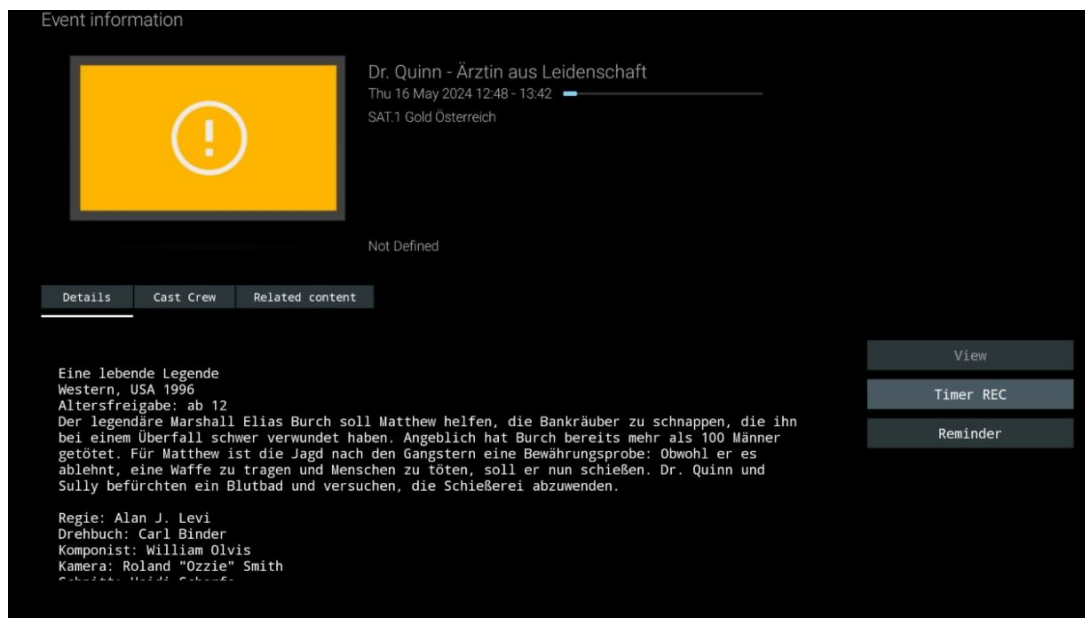 Event information
Dr. Quinn - Ärztin aus Leidenschaft
Thu 16 May 2024 12:48 - 13:42
SAT.1 Gold Österreich
Not Defined
Details
Cast Crew
Related content
View
Timer REC
Reminder
Eine lebende Legende
Western, USA 1996
Altersfreigabe: ab 12
Der legendäre Marshall Elias Burch soll Matthew helfen, die Bankräuber zu schnappen, die ihn
bei einem Überfall schwer verwundet haben. Angeblich hat Burch bereits mehr als 100 Männer
getötet. Für Matthew ist die Jagd nach den Gangstern eine Bewährungsprobe: Obwohl er es
ablehnt, eine Waffe zu tragen und Menschen zu töten, soll er nun schießen. Dr. Quinn und
Sully befürchten ein Blutbad und versuchen, die Schießerei abzuwenden.
Regie: Alan J. Levi
Drehbuch: Carl Binder
Komponist: William Olvis
Kamera: Roland "Ozzie" Smith